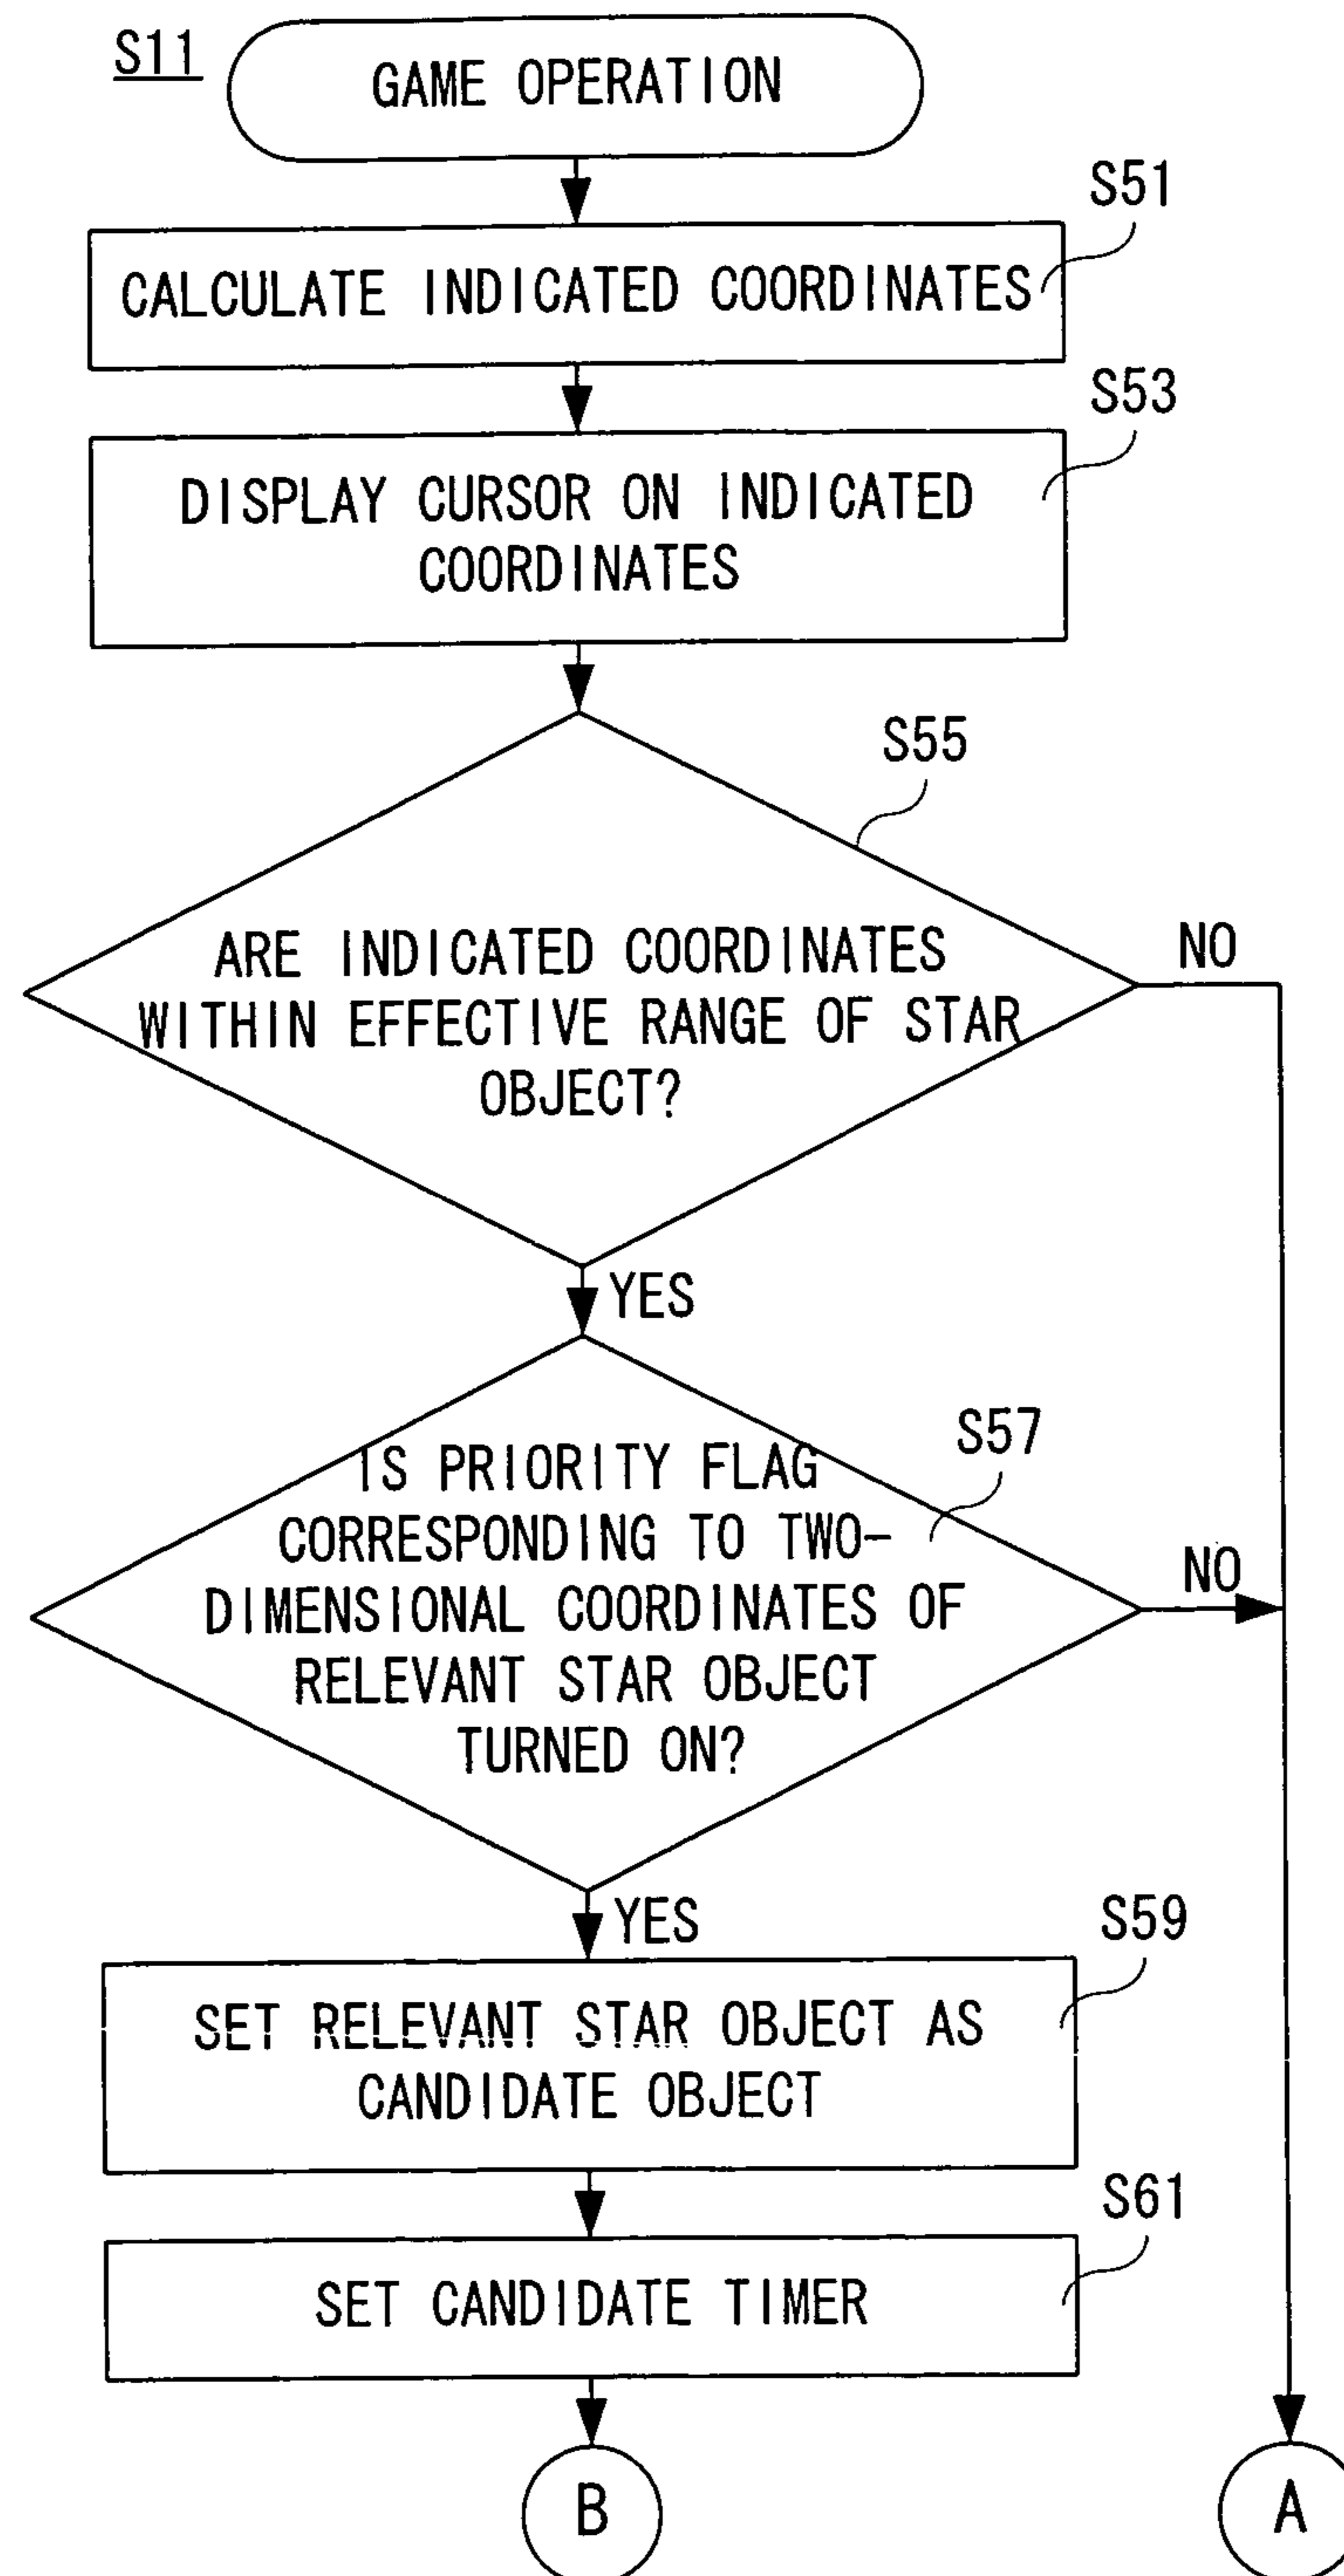 S11
GAME OPERATION
S51
CALCULATE INDICATED COORDINATES
S53
DISPLAY CURSOR ON INDICATED
COORDINATES
S55
ARE INDICATED COORDINATES
WITHIN EFFECTIVE RANGE OF STAR
OBJECT?
NO
YES
S57
IS PRIORITY FLAG
CORRESPONDING TO TWO-
DIMENSIONAL COORDINATES OF
RELEVANT STAR OBJECT
TURNED ON?
NO
YES
S59
SET RELEVANT STAR OBJECT AS
CANDIDATE OBJECT
S61
SET CANDIDATE TIMER
B
A